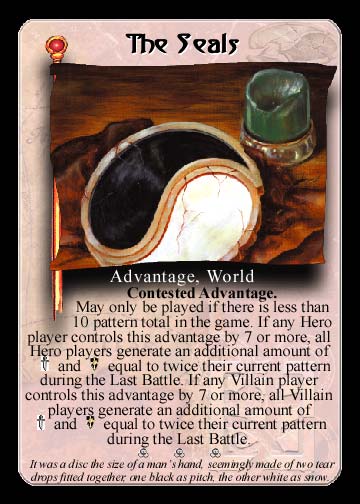 The Seals
Advantage, World
Contested Advantage.
May only be played if there is less than
10 pattern total in the game. If any Hero
player controls this advantage by 7 or more, all
Hero players generate an additional amount of
and equal to twice their current pattern
during the Last Battle. If any Villain player
controls this advantage by 7 or more, all Villain
players generate an additional amount of
and equal to twice their current pattern
during the Last Battle.
It was a disc the size of a man's hand, seemingly made of two tear
drops fitted together, one black as pitch, the other white as snow.